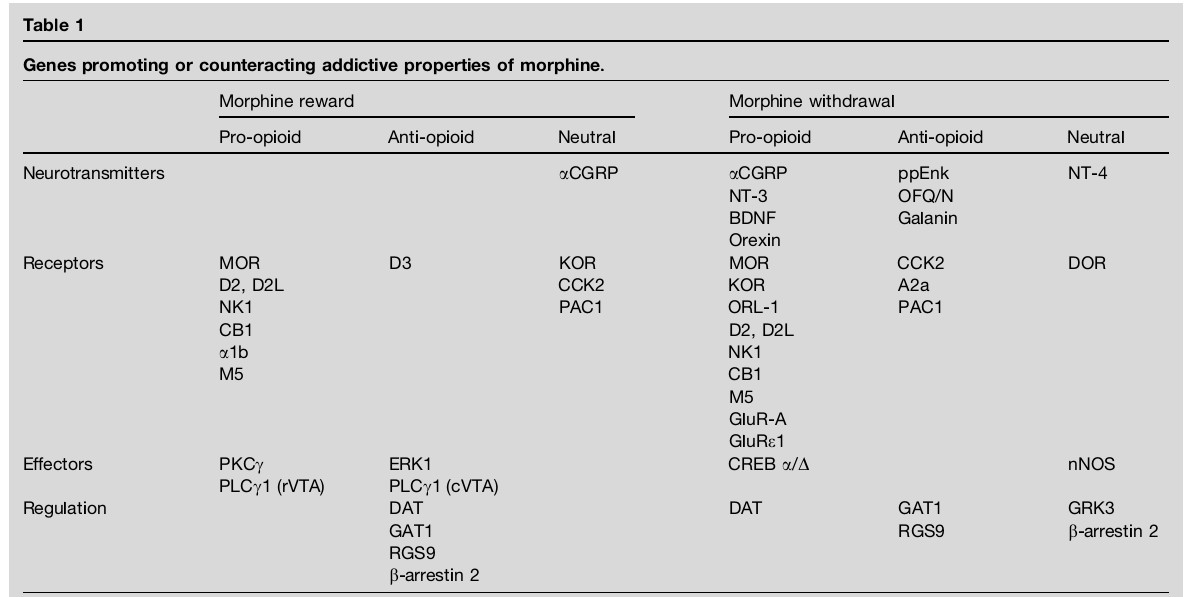 Table 1
Genes promoting or counteracting addictive properties of morphine.
Morphine reward Morphine withdrawal
Pro-opioid Anti-opioid Neutral Pro-opioid Anti-opioid Neutral
Neurotransmitters αCGRP αCGRP ppEnk NT-4
NT-3 OFQ/N
BDNF Galanin
Orexin
Receptors MOR D3 KOR MOR CCK2 DOR
D2, D2L CCK2 KOR A2a
NK1 PAC1 ORL-1 PAC1
CB1 D2, D2L
α1b NK1
M5 CB1
M5
GluR-A
GluRε1
Effectors PKCγ ERK1 CREB α/Δ nNOS
PLCγ1 (rVTA) PLCγ1 (cVTA)
Regulation DAT DAT GAT1 GRK3
GAT1 RGS9 β-arrestin 2
RGS9
β-arrestin 2